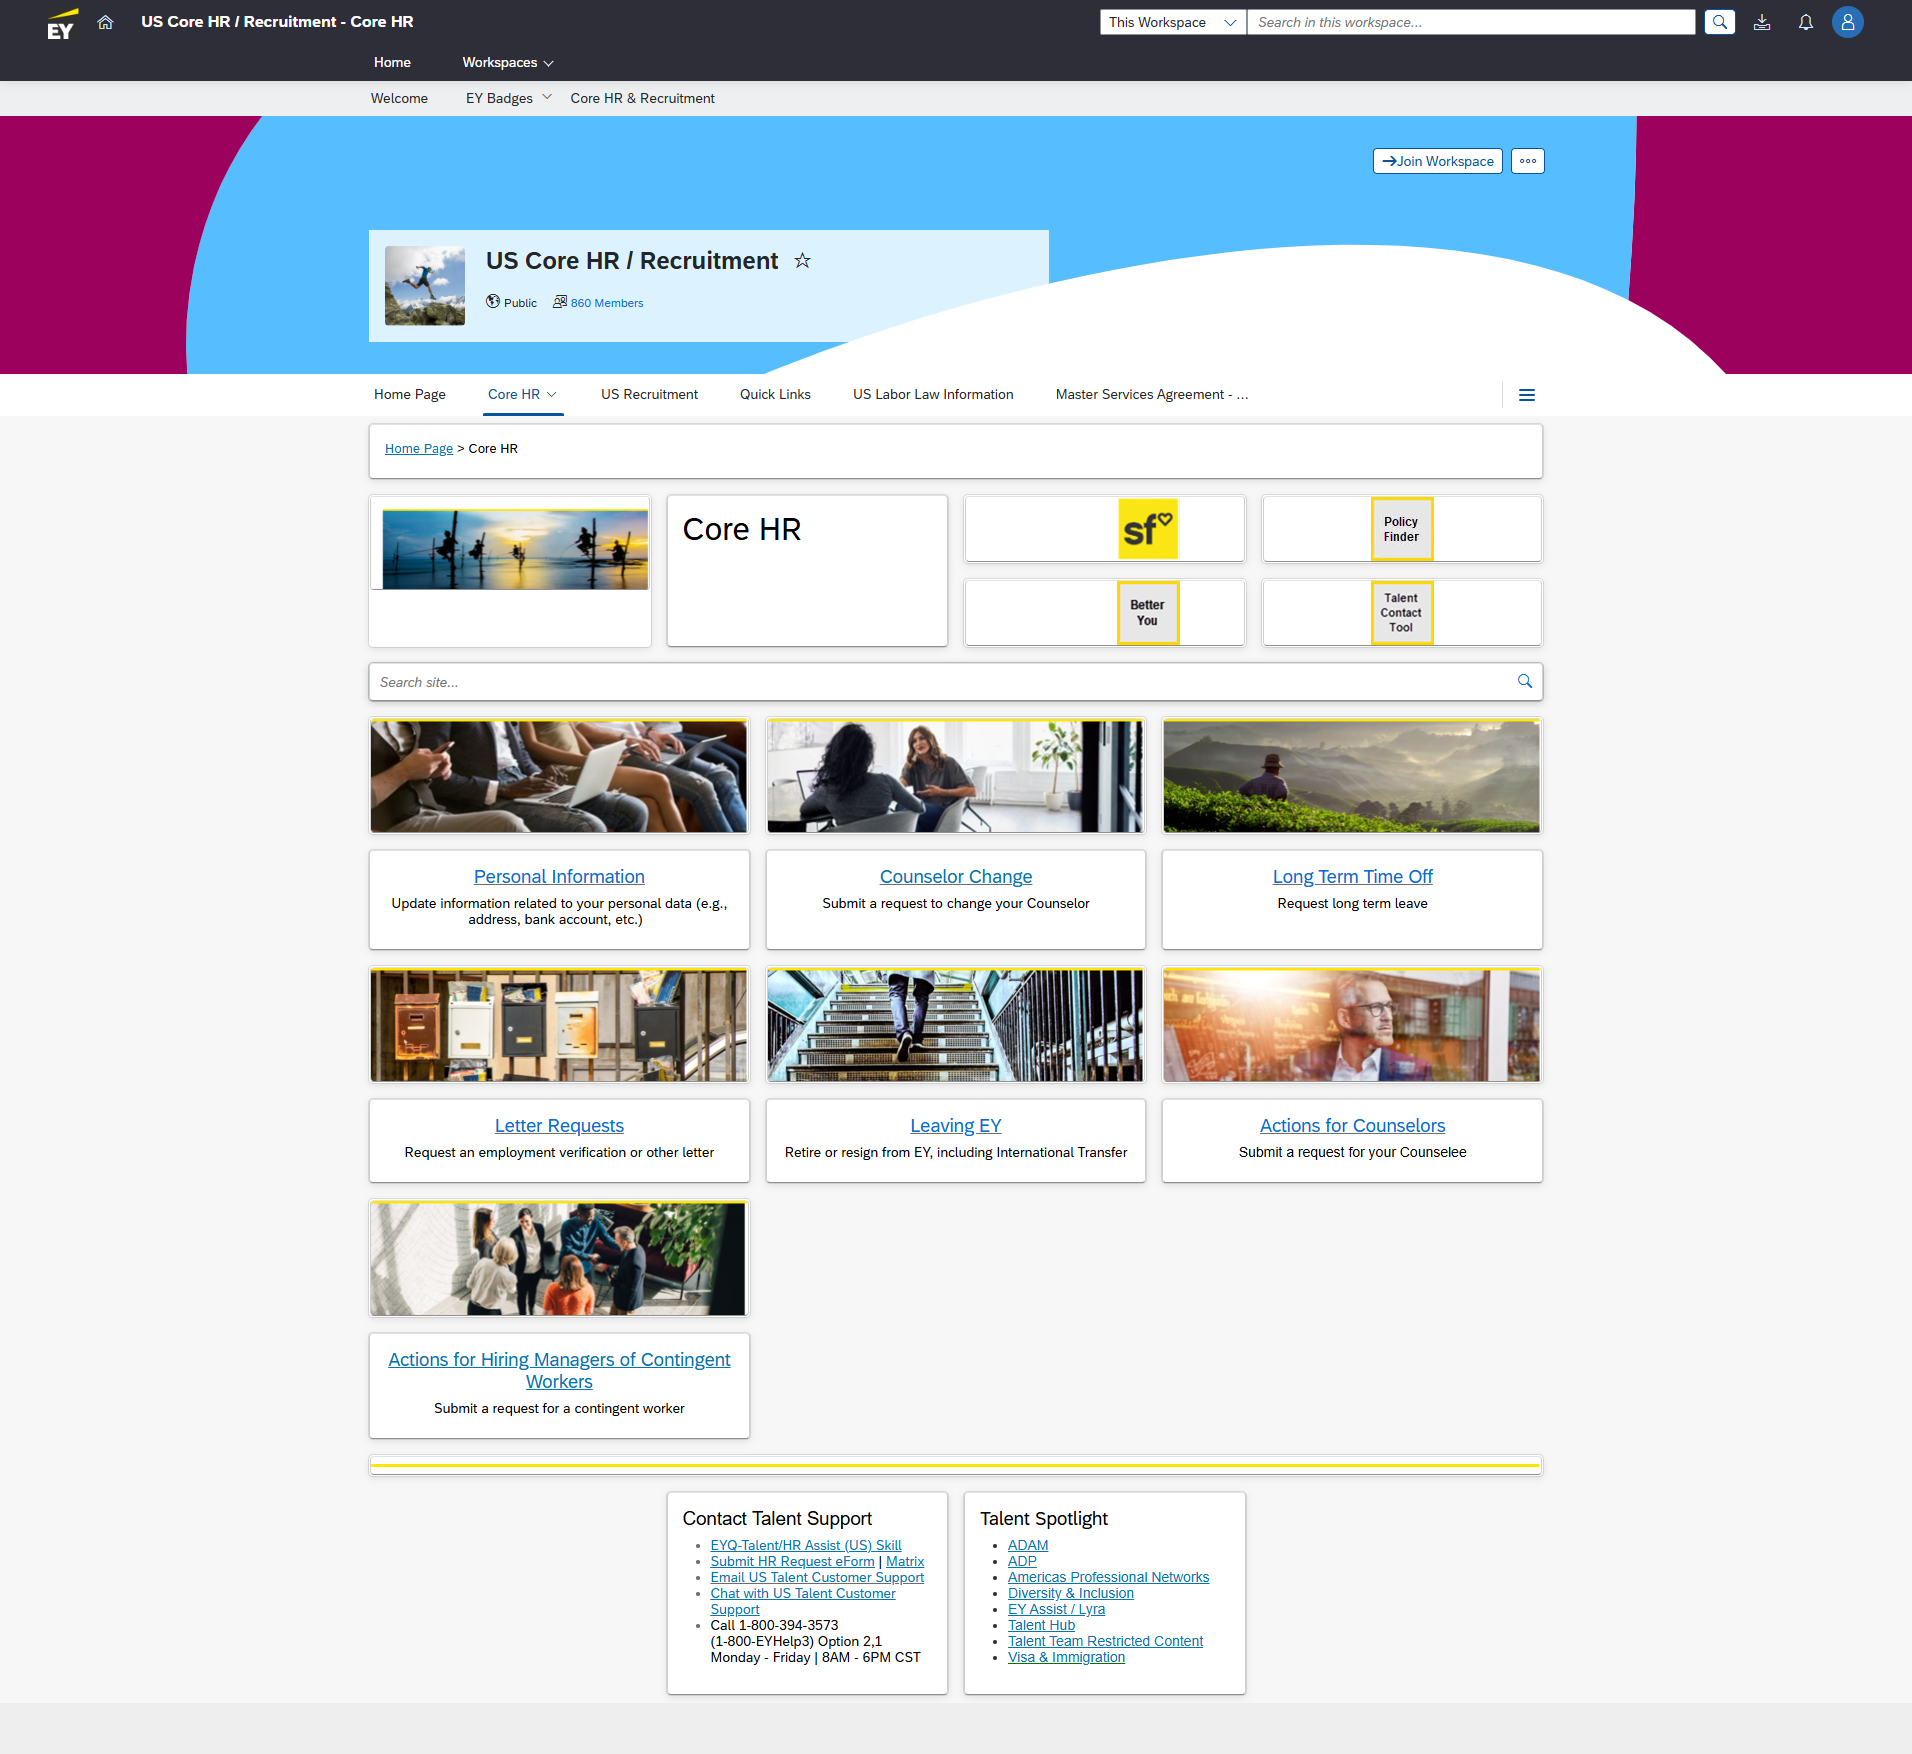 EY
US Core HR / Recruitment - Core HR
This Workspace
Search in this workspace...
Home
Workspaces
Welcome
EY Badges
Core HR & Recruitment
Join Workspace
US Core HR / Recruitment
Public
860 Members
Home Page
Core HR
US Recruitment
Quick Links
US Labor Law Information
Master Services Agreement - ...
Home Page > Core HR
Core HR
sf
Policy
Finder
Better
You
Talent
Contact
Tool
Search site...
Personal Information
Update information related to your personal data (e.g.,
address, bank account, etc.)
Counselor Change
Submit a request to change your Counselor
Long Term Time Off
Request long term leave
Letter Requests
Request an employment verification or other letter
Leaving EY
Retire or resign from EY, including International Transfer
Actions for Counselors
Submit a request for your Counselee
Actions for Hiring Managers of Contingent
Workers
Submit a request for a contingent worker
Contact Talent Support
EYQ-Talent/HR Assist (US) Skill
Submit HR Request eForm | Matrix
Email US Talent Customer Support
Chat with US Talent Customer
Support
Call 1-800-394-3573
(1-800-EYHelp3) Option 2,1
Monday - Friday | 8AM - 6PM CST
Talent Spotlight
ADAM
ADP
Americas Professional Networks
Diversity & Inclusion
EY Assist / Lyra
Talent Hub
Talent Team Restricted Content
Visa & Immigration